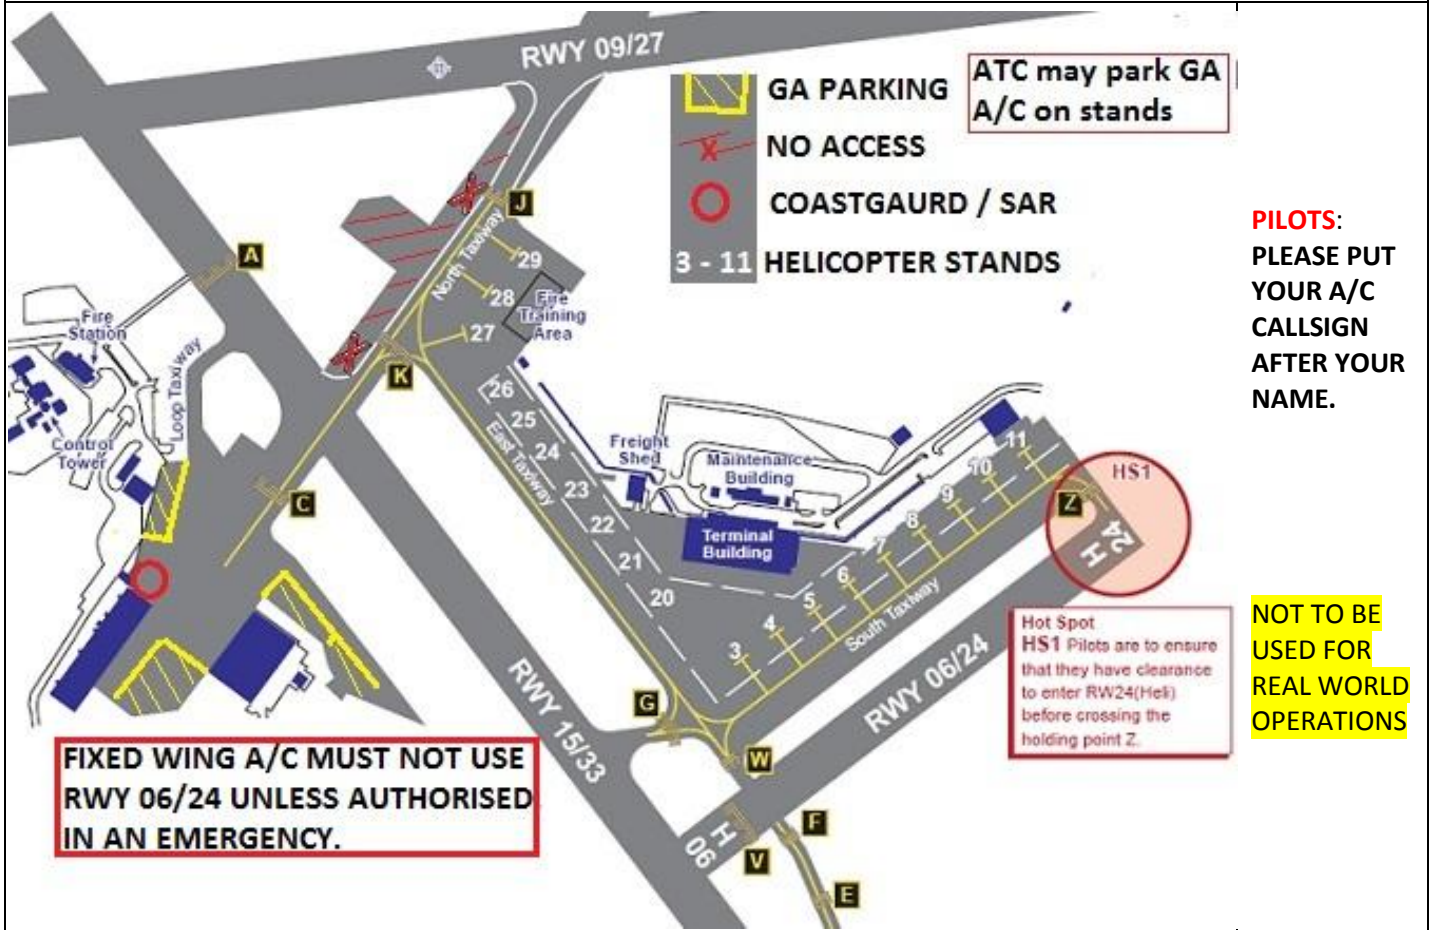 RWY 09/27
GA PARKING
ATC may park GA
A/C on stands
NO ACCESS
COASTGAURD / SAR
3 - 11 HELICOPTER STANDS
PILOTS:
PLEASE PUT
YOUR A/C
CALLSIGN
AFTER YOUR
NAME.
NOT TO BE
USED FOR
REAL WORLD
OPERATIONS
J
A
North Taxiway
29
28
27
Fire
Training
Area
Fire
Station
Loop Taxiway
Control
Tower
K
C
26
25
24
23
22
21
20
East Taxiway
Freight
Shed
Maintenance
Building
Terminal
Building
11
10
9
8
7
6
5
4
3
South Taxiway
Z
HS1
24
H
Hot Spot
HS1 Pilots are to ensure
that they have clearance
to enter RW24(Heli)
before crossing the
holding point Z.
RWY 06/24
RWY 15/33
G
W
H
06
F
V
E
FIXED WING A/C MUST NOT USE
RWY 06/24 UNLESS AUTHORISED
IN AN EMERGENCY.